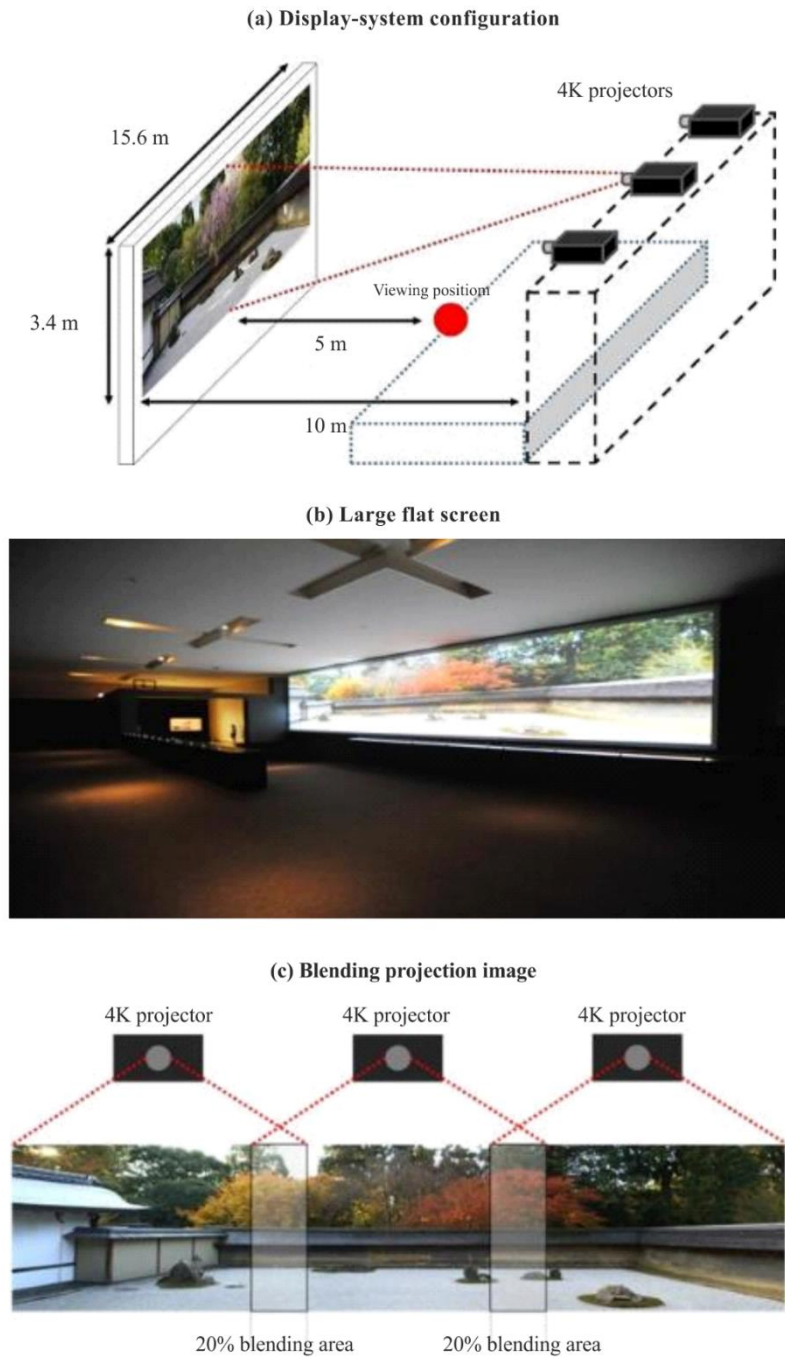 (a) Display-system configuration
4K projectors
15.6 m
Viewing positiom
3.4 m
5 m
10 m
(b) Large flat screen
(c) Blending projection image
4K projector 4K projector 4K projector
20% blending area 20% blending area